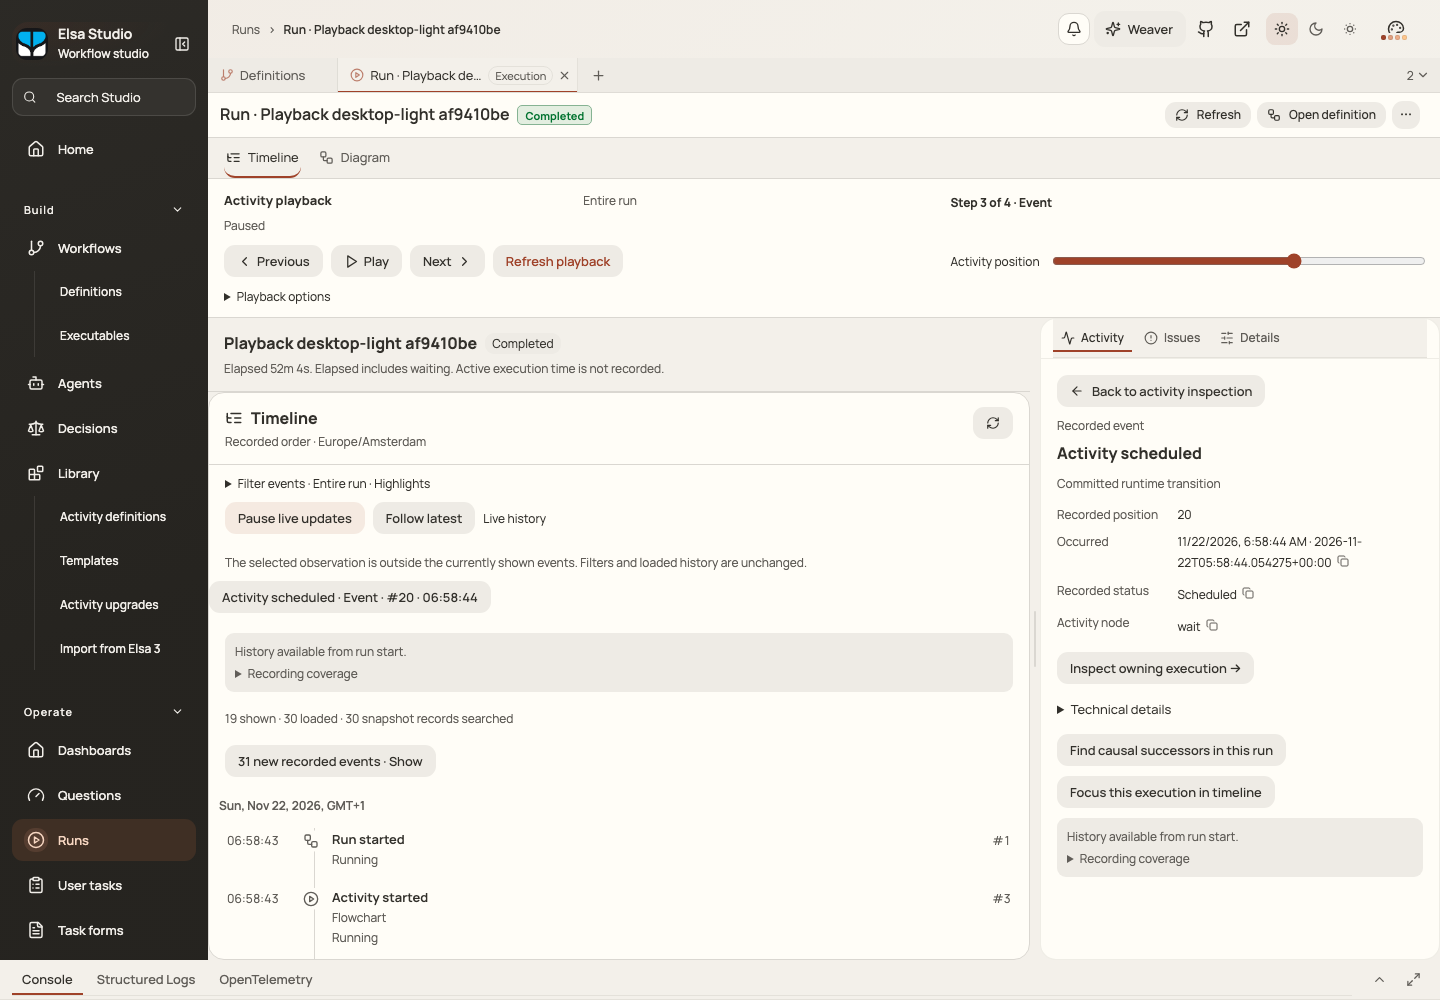 Elsa Studio
Workflow studio
Search Studio
Home
Build
Workflows
Definitions
Executables
Agents
Decisions
Library
Activity definitions
Templates
Activity upgrades
Import from Elsa 3
Operate
Dashboards
Questions
Runs
User tasks
Task forms
Runs › Run · Playback desktop-light af9410be
Weaver
Definitions
Run · Playback de... Execution
2
Run · Playback desktop-light af9410be Completed
Refresh
Open definition
Timeline
Diagram
Activity playback
Entire run
Step 3 of 4 · Event
Paused
Previous
Play
Next
Refresh playback
Activity position
Playback options
Playback desktop-light af9410be Completed
Elapsed 52m 4s. Elapsed includes waiting. Active execution time is not recorded.
Timeline
Recorded order · Europe/Amsterdam
Filter events · Entire run · Highlights
Pause live updates
Follow latest
Live history
The selected observation is outside the currently shown events. Filters and loaded history are unchanged.
Activity scheduled · Event · #20 · 06:58:44
History available from run start.
Recording coverage
19 shown · 30 loaded · 30 snapshot records searched
31 new recorded events · Show
Sun, Nov 22, 2026, GMT+1
06:58:43 Run started #1
Running
06:58:43 Activity started #3
Flowchart
Running
Activity
Issues
Details
Back to activity inspection
Recorded event
Activity scheduled
Committed runtime transition
Recorded position 20
Occurred 11/22/2026, 6:58:44 AM · 2026-11-
22T05:58:44.054275+00:00
Recorded status Scheduled
Activity node wait
Inspect owning execution →
Technical details
Find causal successors in this run
Focus this execution in timeline
History available from run start.
Recording coverage
Console
Structured Logs
OpenTelemetry